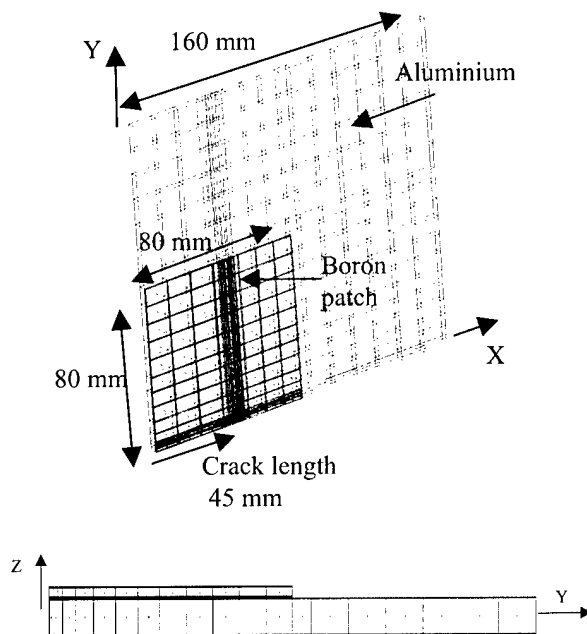 160 mm
Y
Aluminium
80 mm
Boron
patch
X
80 mm
Crack length
45 mm
Z
Y